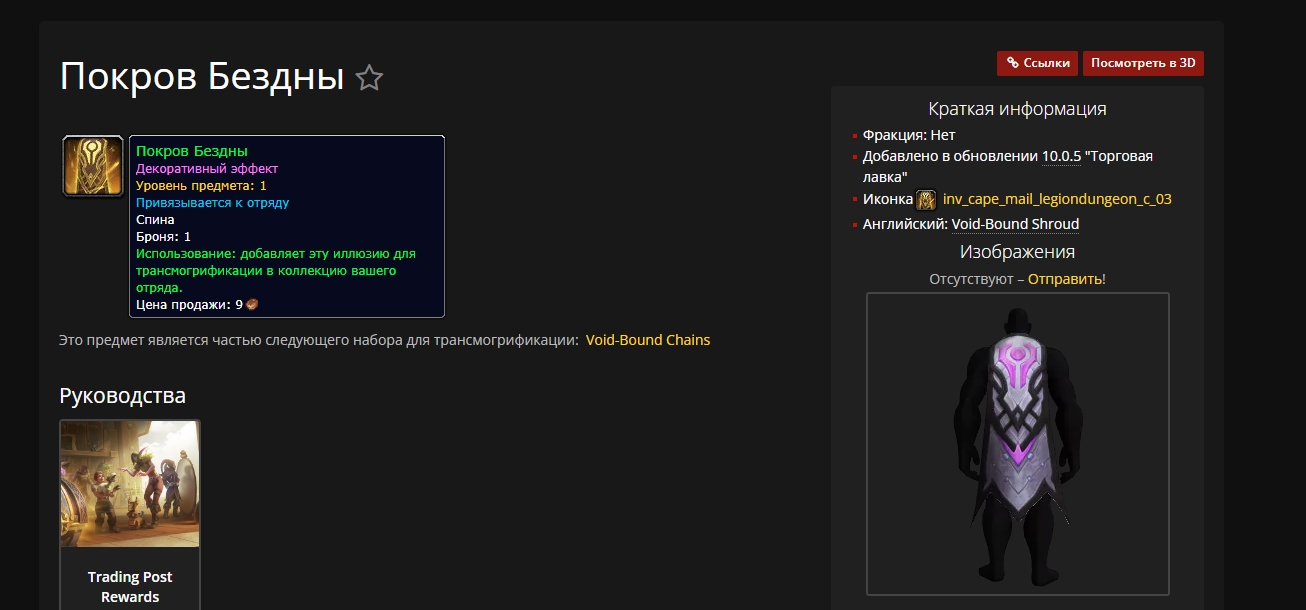 Покров Бездны
Покров Бездны
Декоративный эффект
Уровень предмета: 1
Привязывается к отряду
Спина
Броня: 1
Использование: добавляет эту иллюзию для
трансмогрификации в коллекцию вашего
отряда.
Цена продажи: 9
Это предмет является частью следующего набора для трансмогрификации: Void-Bound Chains
Руководства
Trading Post
Rewards
Ссылки
Посмотреть в 3D
Краткая информация
Фракция: Нет
Добавлено в обновлении 10.0.5 "Торговая
лавка"
Иконка inv_cape_mail_legiondungeon_c_03
Английский: Void-Bound Shroud
Изображения
Отсутствуют – Отправить!